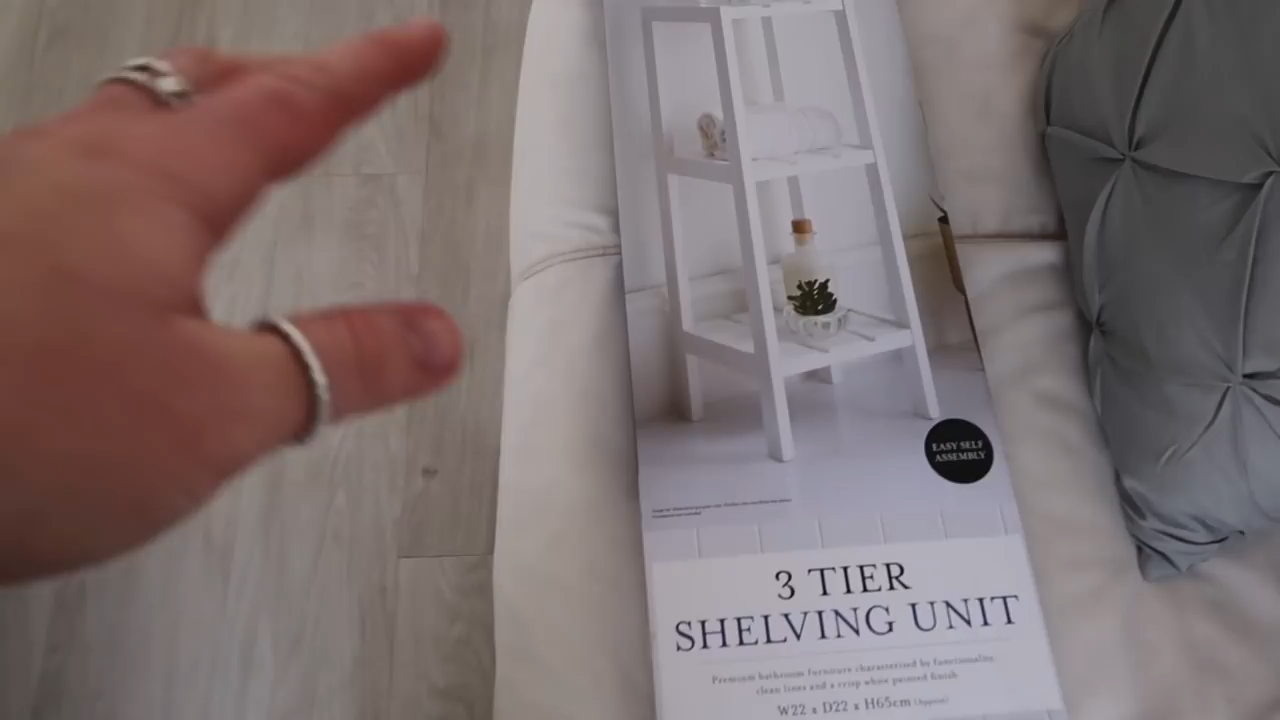 EASY SELF
ASSEMBLY
3 TIER
SHELVING UNIT
Premium bathroom furniture characterised by functionality,
clean lines and a crisp white painted finish
W22 x D22 x H65cm (Approx)